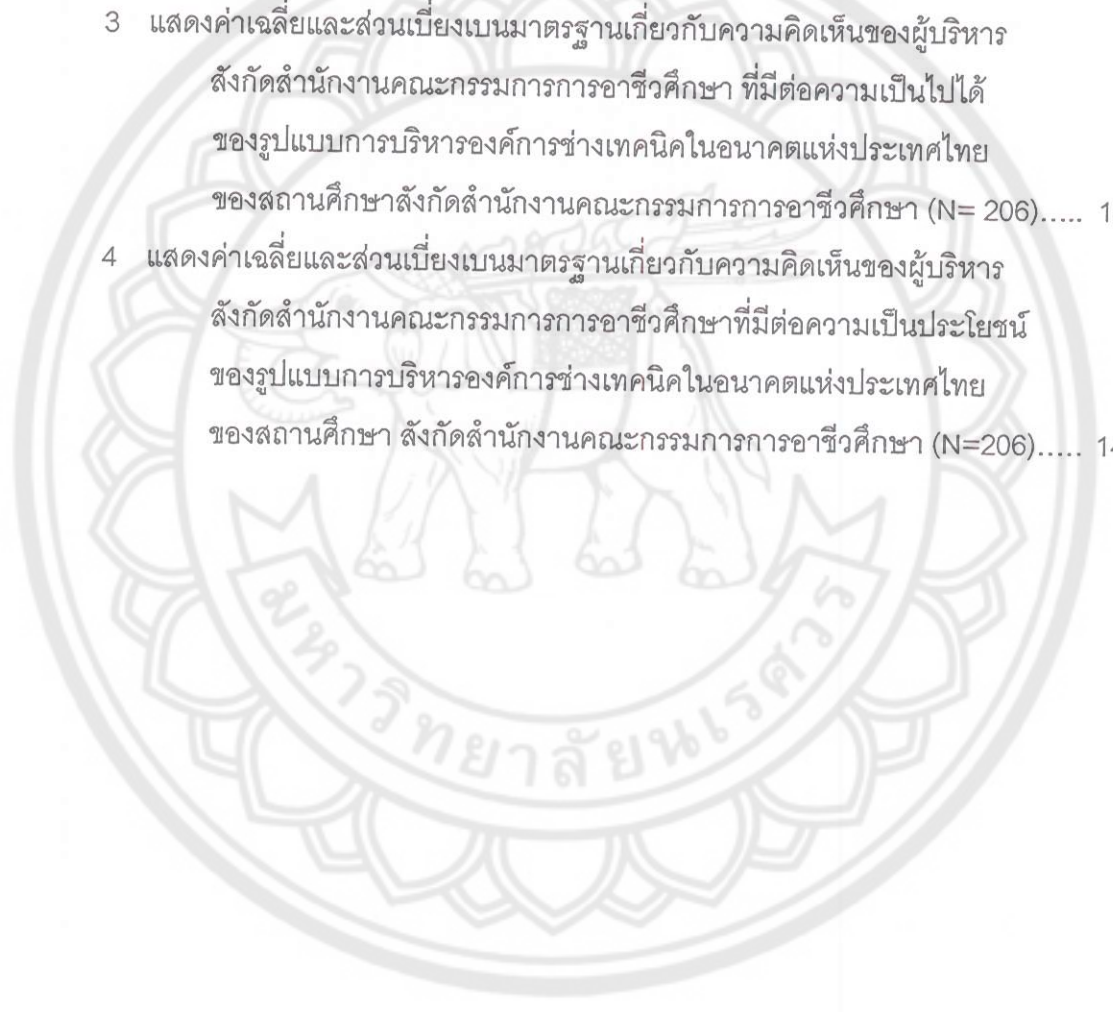 3 แสดงค่าเฉลี่ยและส่วนเบี่ยงเบนมาตรฐานเกี่ยวกับความคิดเห็นของผู้บริหาร
สังกัดสำนักงานคณะกรรมการการอาชีวศึกษา ที่มีต่อความเป็นไปได้
ของรูปแบบการบริหารองค์การช่างเทคนิคในอนาคตแห่งประเทศไทย
ของสถานศึกษาสังกัดสำนักงานคณะกรรมการการอาชีวศึกษา (N= 206)..... 1
4 แสดงค่าเฉลี่ยและส่วนเบี่ยงเบนมาตรฐานเกี่ยวกับความคิดเห็นของผู้บริหาร
สังกัดสำนักงานคณะกรรมการการอาชีวศึกษาที่มีต่อความเป็นประโยชน์
ของรูปแบบการบริหารองค์การช่างเทคนิคในอนาคตแห่งประเทศไทย
ของสถานศึกษา สังกัดสำนักงานคณะกรรมการการอาชีวศึกษา (N=206)..... 14
มหาวิทยาลัยนเรศวร